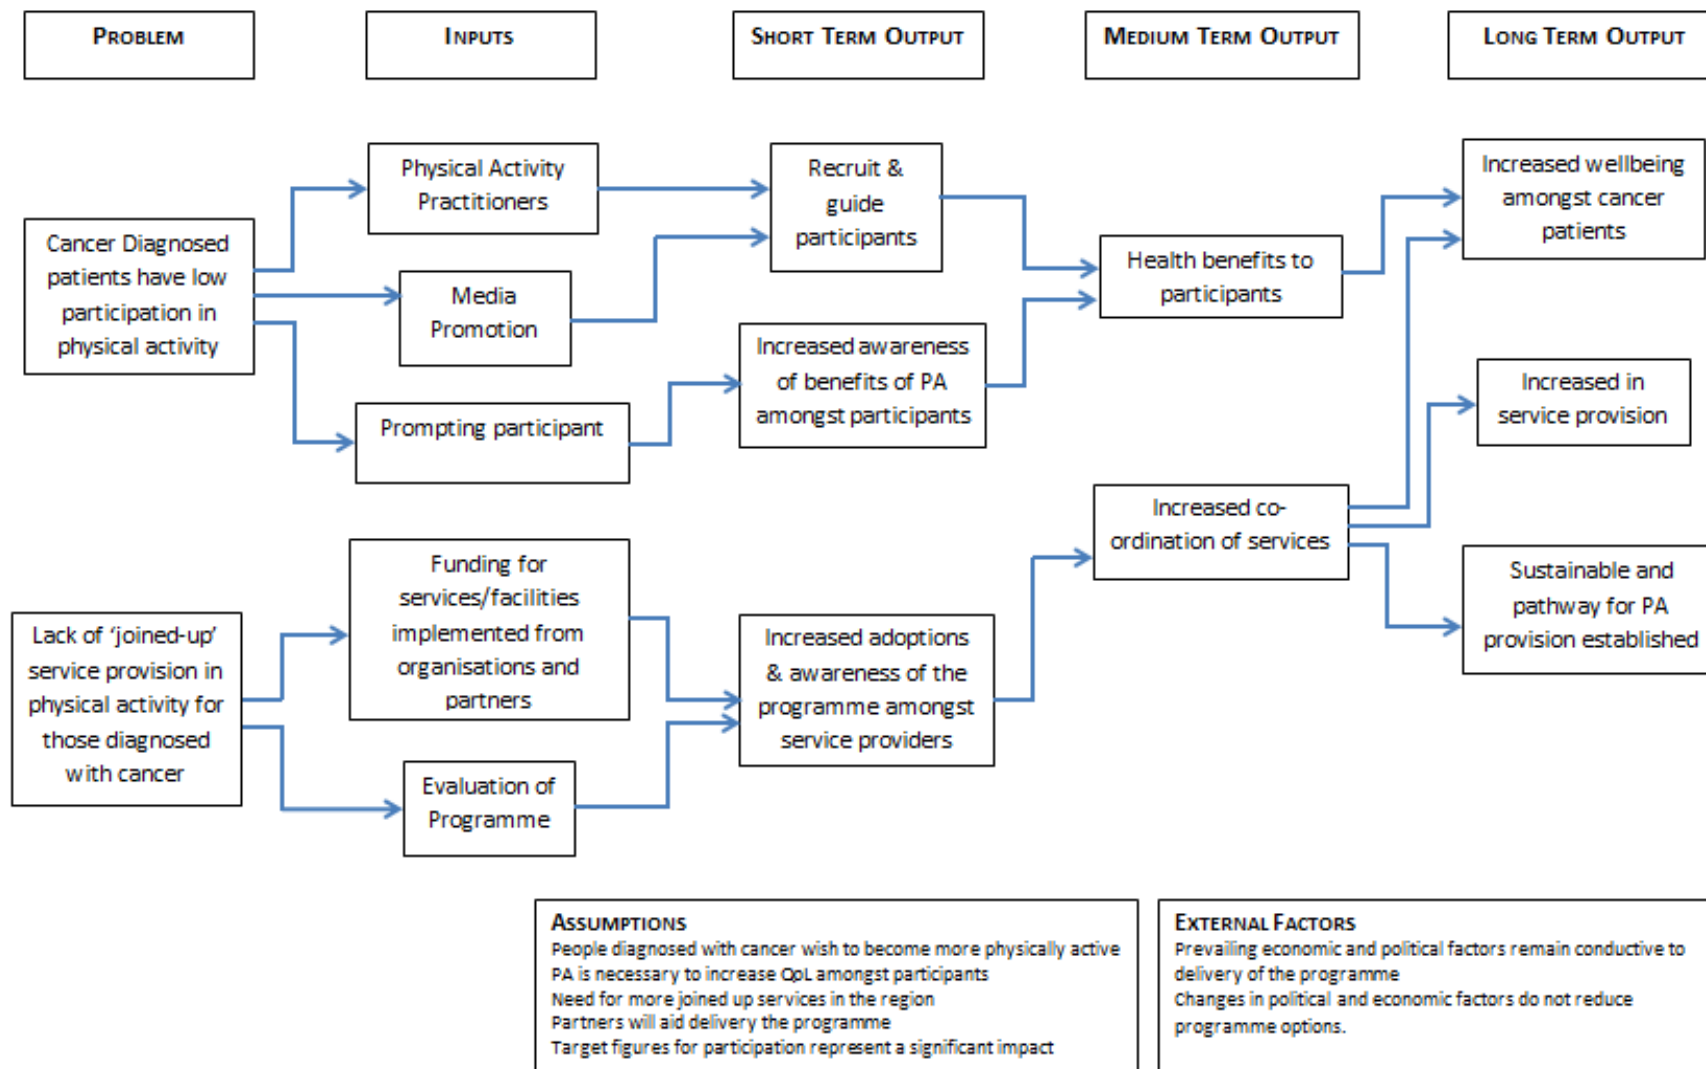 PROBLEM
INPUTS
SHORT TERM OUTPUT
MEDIUM TERM OUTPUT
LONG TERM OUTPUT
Cancer Diagnosed
patients have low
participation in
physical activity
Physical Activity
Practitioners
Media
Promotion
Prompting participant
Recruit &
guide
participants
Increased awareness
of benefits of PA
amongst participants
Health benefits to
participants
Increased wellbeing
amongst cancer
patients
Increased in
service provision
Lack of ‘joined-up’
service provision in
physical activity for
those diagnosed
with cancer
Funding for
services/facilities
implemented from
organisations and
partners
Evaluation of
Programme
Increased adoptions
& awareness of the
programme amongst
service providers
Increased co-
ordination of services
Sustainable and
pathway for PA
provision established
ASSUMPTIONS
People diagnosed with cancer wish to become more physically active
PA is necessary to increase QoL amongst participants
Need for more joined up services in the region
Partners will aid delivery the programme
Target figures for participation represent a significant impact
EXTERNAL FACTORS
Prevailing economic and political factors remain conductive to
delivery of the programme
Changes in political and economic factors do not reduce
programme options.